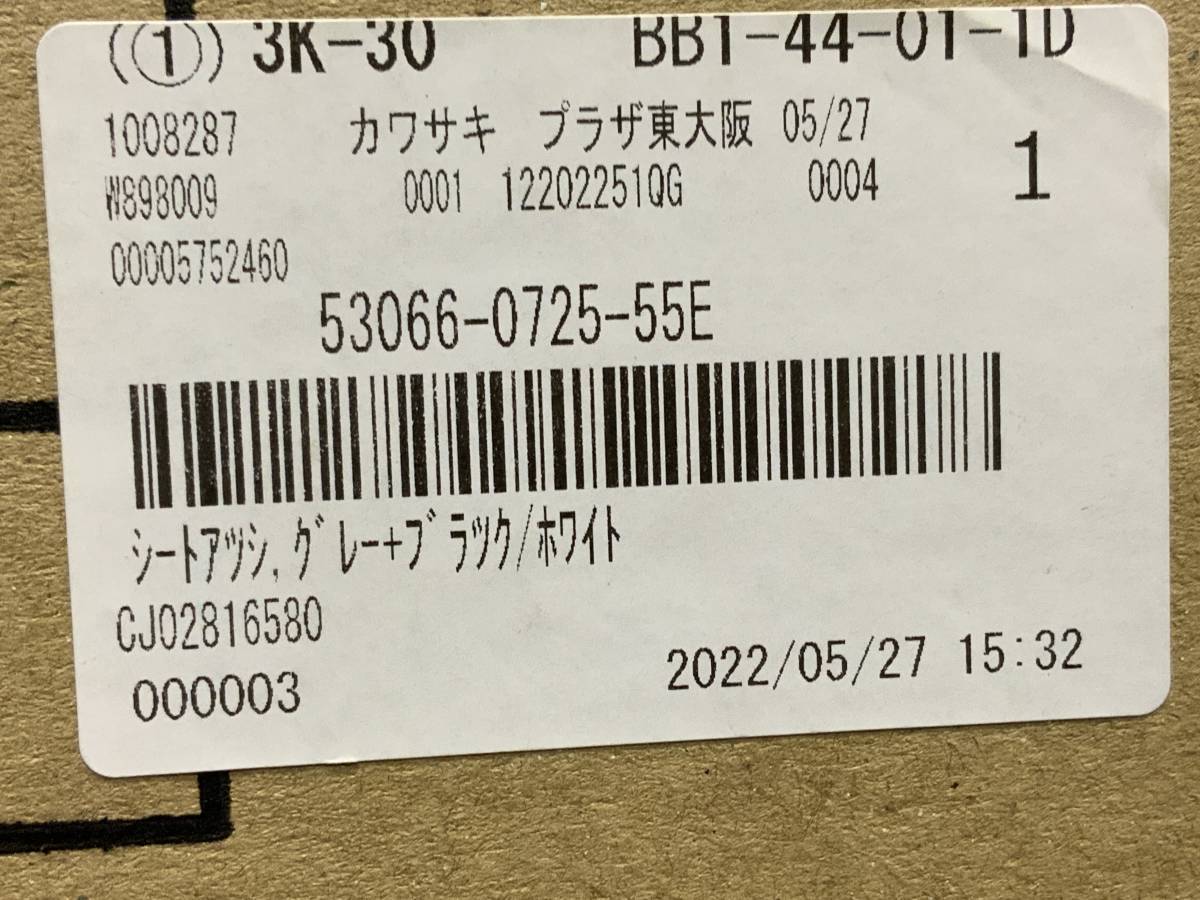 (①) 3K-30 BB1-44-01-1D
1008287 カワサキ プラザ東大阪 05/27
W898009 0001 12202251QG 0004 1
00005752460
53066-0725-55E
ｼｰﾄｱﾂｼ,ｸﾞﾚｰ+ﾌﾞﾗﾂｸ/ﾎﾜｲﾄ
CJ02816580
000003 2022/05/27 15:32